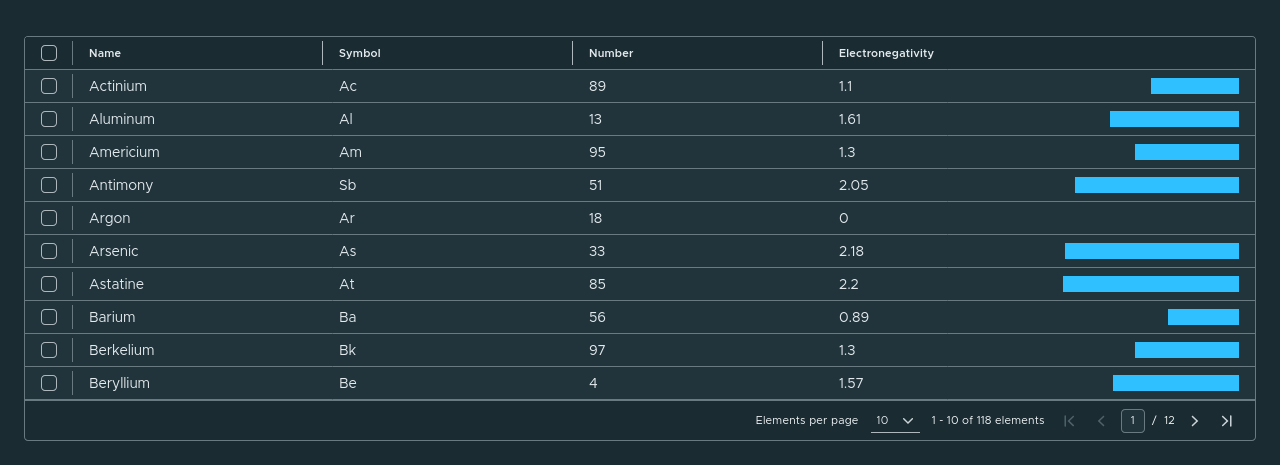 Name Symbol Number Electronegativity
Actinium Ac 89 1.1
Aluminum Al 13 1.61
Americium Am 95 1.3
Antimony Sb 51 2.05
Argon Ar 18 0
Arsenic As 33 2.18
Astatine At 85 2.2
Barium Ba 56 0.89
Berkelium Bk 97 1.3
Beryllium Be 4 1.57
Elements per page 10 1 - 10 of 118 elements 1 / 12